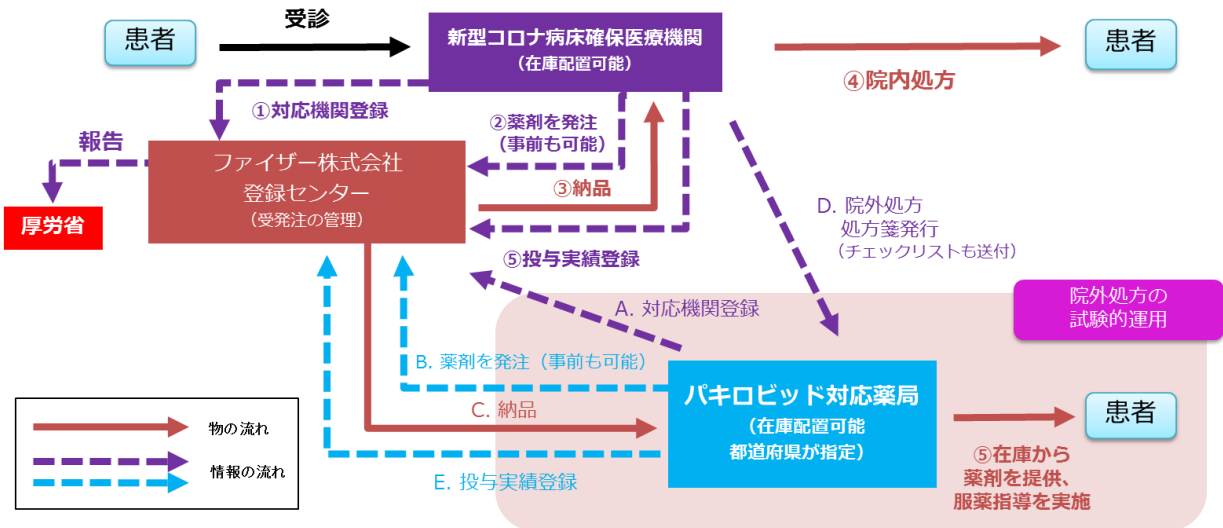 患者
受診
新型コロナ病床確保医療機関
（在庫配置可能）
④院内処方
患者
①対応機関登録
②薬剤を発注
（事前も可能）
③納品
報告
厚労省
ファイザー株式会社
登録センター
（受発注の管理）
⑤投与実績登録
D. 院外処方
処方箋発行
（チェックリストも送付）
院外処方の
試験的運用
A. 対応機関登録
B. 薬剤を発注（事前も可能）
C. 納品
E. 投与実績登録
パキロビッド対応薬局
（在庫配置可能
都道府県が指定）
患者
⑤在庫から
薬剤を提供、
服薬指導を実施
物の流れ
情報の流れ